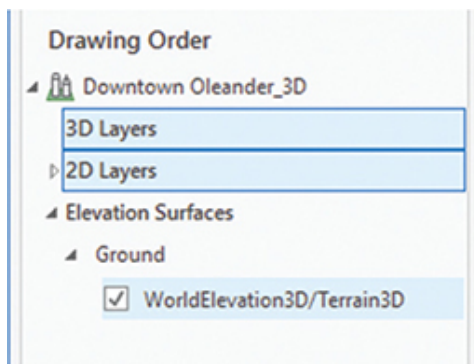 Drawing Order
Downtown Oleander_3D
3D Layers
2D Layers
Elevation Surfaces
Ground
WorldElevation3D/Terrain3D